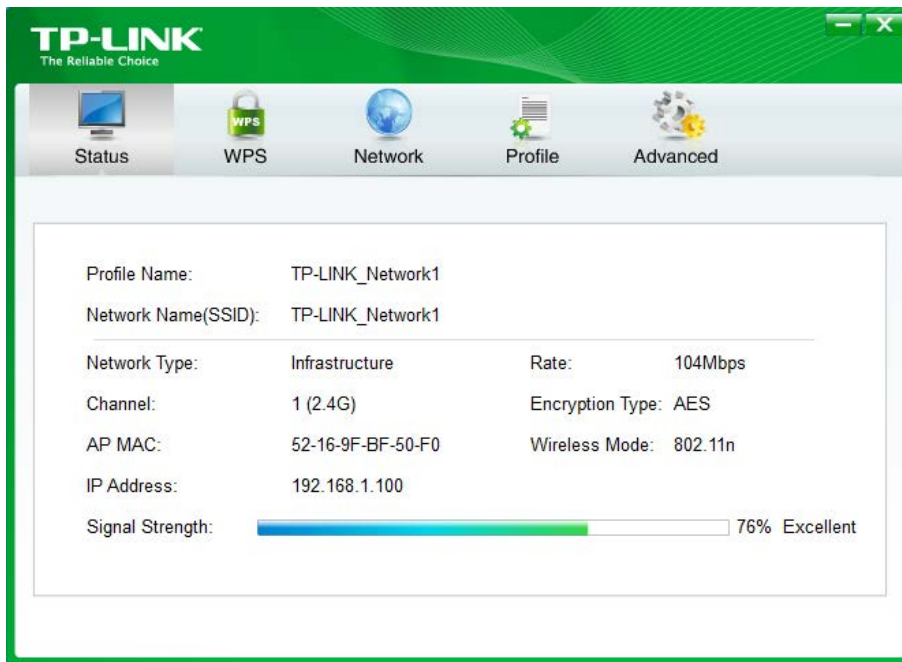 TP-LINK
The Reliable Choice
WPS
Status WPS Network Profile Advanced
Profile Name: TP-LINK_Network1
Network Name(SSID): TP-LINK_Network1
Network Type: Infrastructure Rate: 104Mbps
Channel: 1 (2.4G) Encryption Type: AES
AP MAC: 52-16-9F-BF-50-F0 Wireless Mode: 802.11n
IP Address: 192.168.1.100
Signal Strength: 76% Excellent